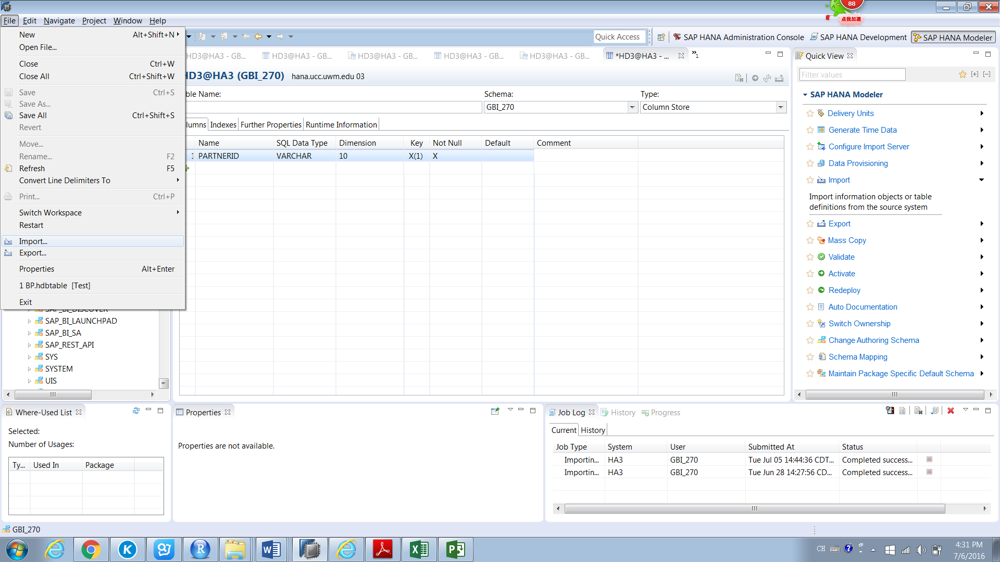 88
点我加速
File Edit Navigate Project Window Help
New Alt+Shift+N
Open File...
Close Ctrl+W
Close All Ctrl+Shift+W
Save Ctrl+S
Save As...
Save All Ctrl+Shift+S
Revert
Move...
Rename... F2
Refresh F5
Convert Line Delimiters To
Print... Ctrl+P
Switch Workspace
Restart
Import...
Export...
Properties Alt+Enter
1 BP.hdbtable [Test]
Exit
SAP_BI_DISCOVER
SAP_BI_LAUNCHPAD
SAP_BI_SA
SAP_REST_API
SYS
SYSTEM
UIS
Quick Access
SAP HANA Administration Console SAP HANA Development SAP HANA Modeler
HD3@HA3 - GB... HD3@HA3 - GB... HD3@HA3 - GB... HD3@HA3 - GB... HD3@HA3 - GB... *HD3@HA3 - ... »1
HD3@HA3 (GBI_270) hana.ucc.uwm.edu 03
ble Name: Schema: Type:
GBI_270 Column Store
umns Indexes Further Properties Runtime Information
Name SQL Data Type Dimension Key Not Null Default Comment
1 PARTNERID VARCHAR 10 X(1) X
Quick View
Filter values
SAP HANA Modeler
Delivery Units
Generate Time Data
Configure Import Server
Data Provisioning
Import
Import information objects or table
definitions from the source system
Export
Mass Copy
Validate
Activate
Redeploy
Auto Documentation
Switch Ownership
Change Authoring Schema
Schema Mapping
Maintain Package Specific Default Schema
Where-Used List
Selected:
Number of Usages:
Ty... Used In Package
Properties
Properties are not available.
Job Log History Progress
Current History
Job Type System User Submitted At Status
Importin... HA3 GBI_270 Tue Jul 05 14:44:36 CDT... Completed success...
Importin... HA3 GBI_270 Tue Jun 28 14:27:56 CD... Completed success...
GBI_270
CH
4:31 PM
7/6/2016